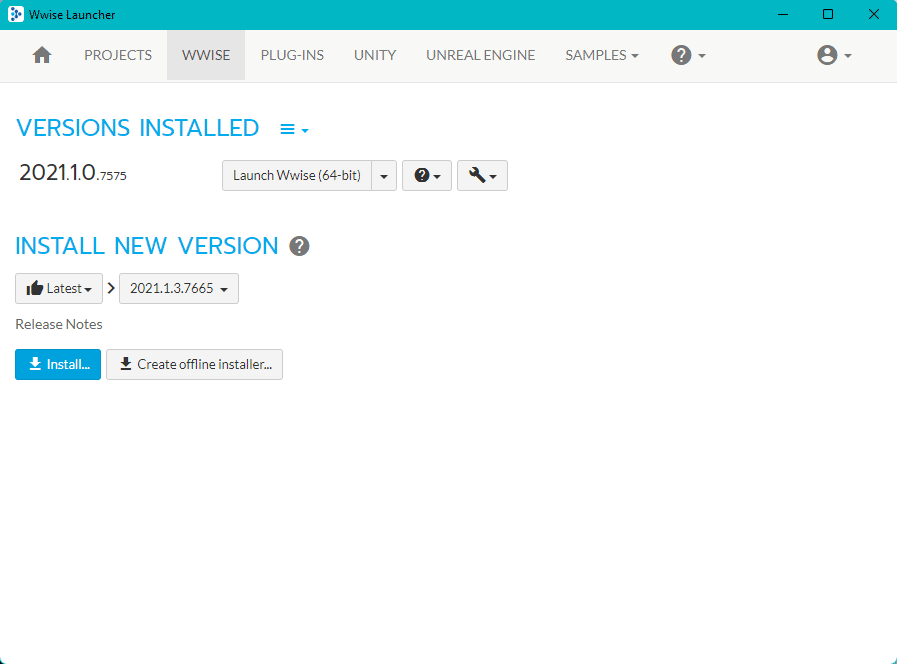 Wwise Launcher
PROJECTS WWISE PLUG-INS UNITY UNREAL ENGINE SAMPLES
VERSIONS INSTALLED
2021.1.0.7575 Launch Wwise (64-bit)
INSTALL NEW VERSION
Latest 2021.1.3.7665
Release Notes
Install... Create offline installer...